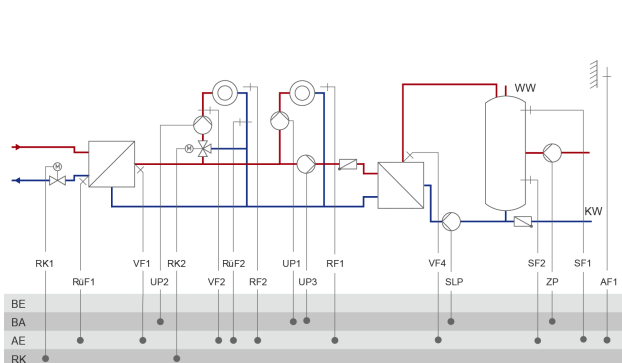 WW
M
M
KW
RK1 VF1 RK2 RüF2 UP1 RF1 VF4 SF2 SF1
RüF1 UP2 VF2 RF2 UP3 SLP ZP AF1
BE
BA
AE
RK